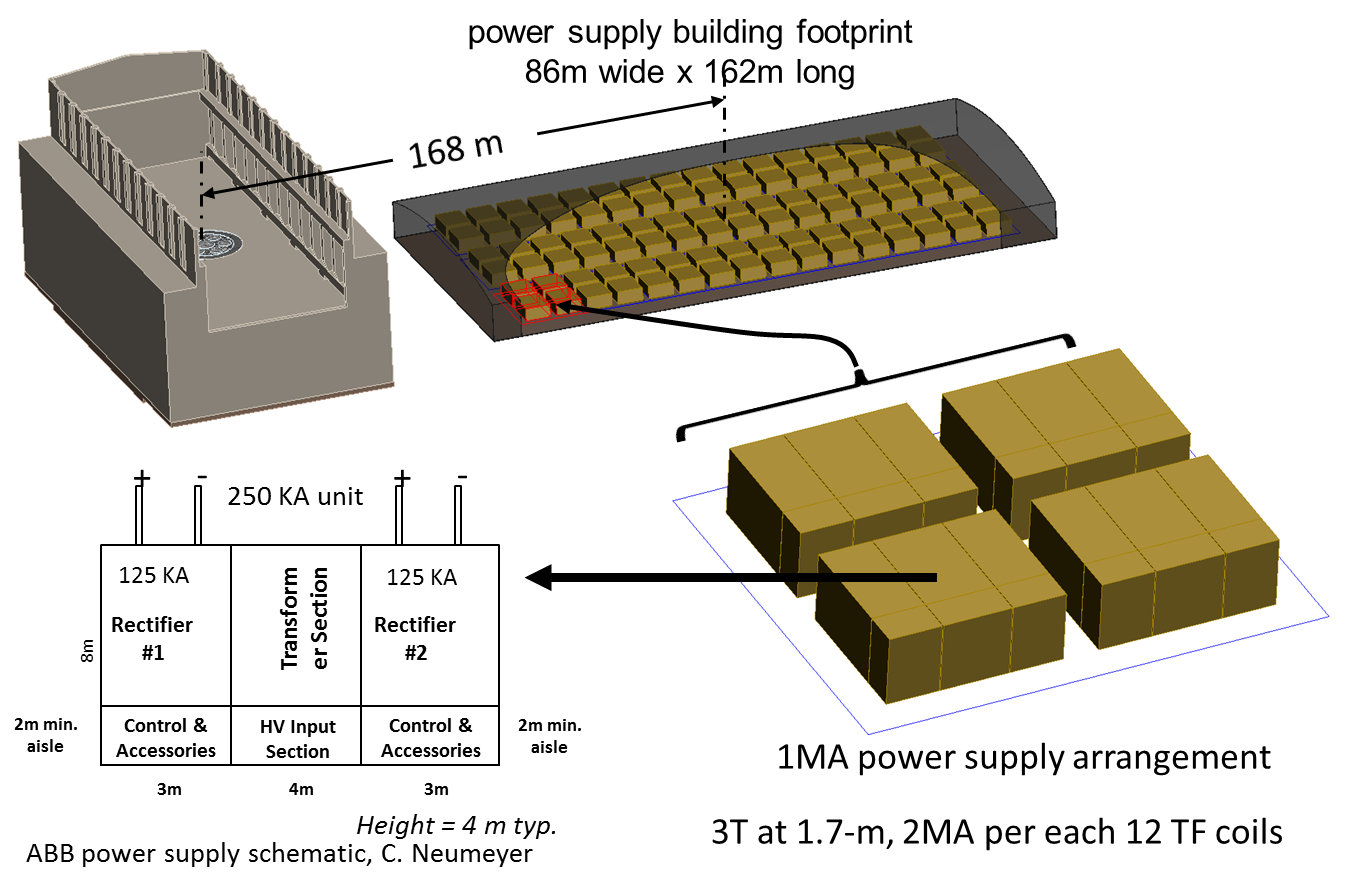 power supply building footprint
86m wide x 162m long
168 m
+
-
250 KA unit
+
-
125 KA
Rectifier
#1
Transform
er Section
125 KA
Rectifier
#2
8m
2m min.
aisle
Control &
Accessories
HV Input
Section
Control &
Accessories
2m min.
aisle
3m
4m
3m
Height = 4 m typ.
ABB power supply schematic, C. Neumeyer
1MA power supply arrangement
3T at 1.7-m, 2MA per each 12 TF coils